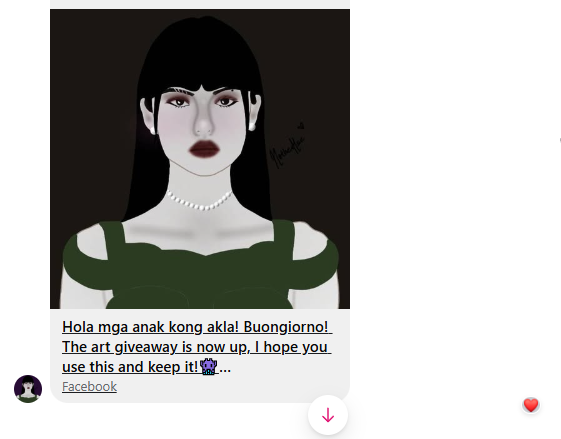 Hola mga anak kong akla! Buongiorno!
The art giveaway is now up, I hope you
use this and keep it!👾...
Facebook